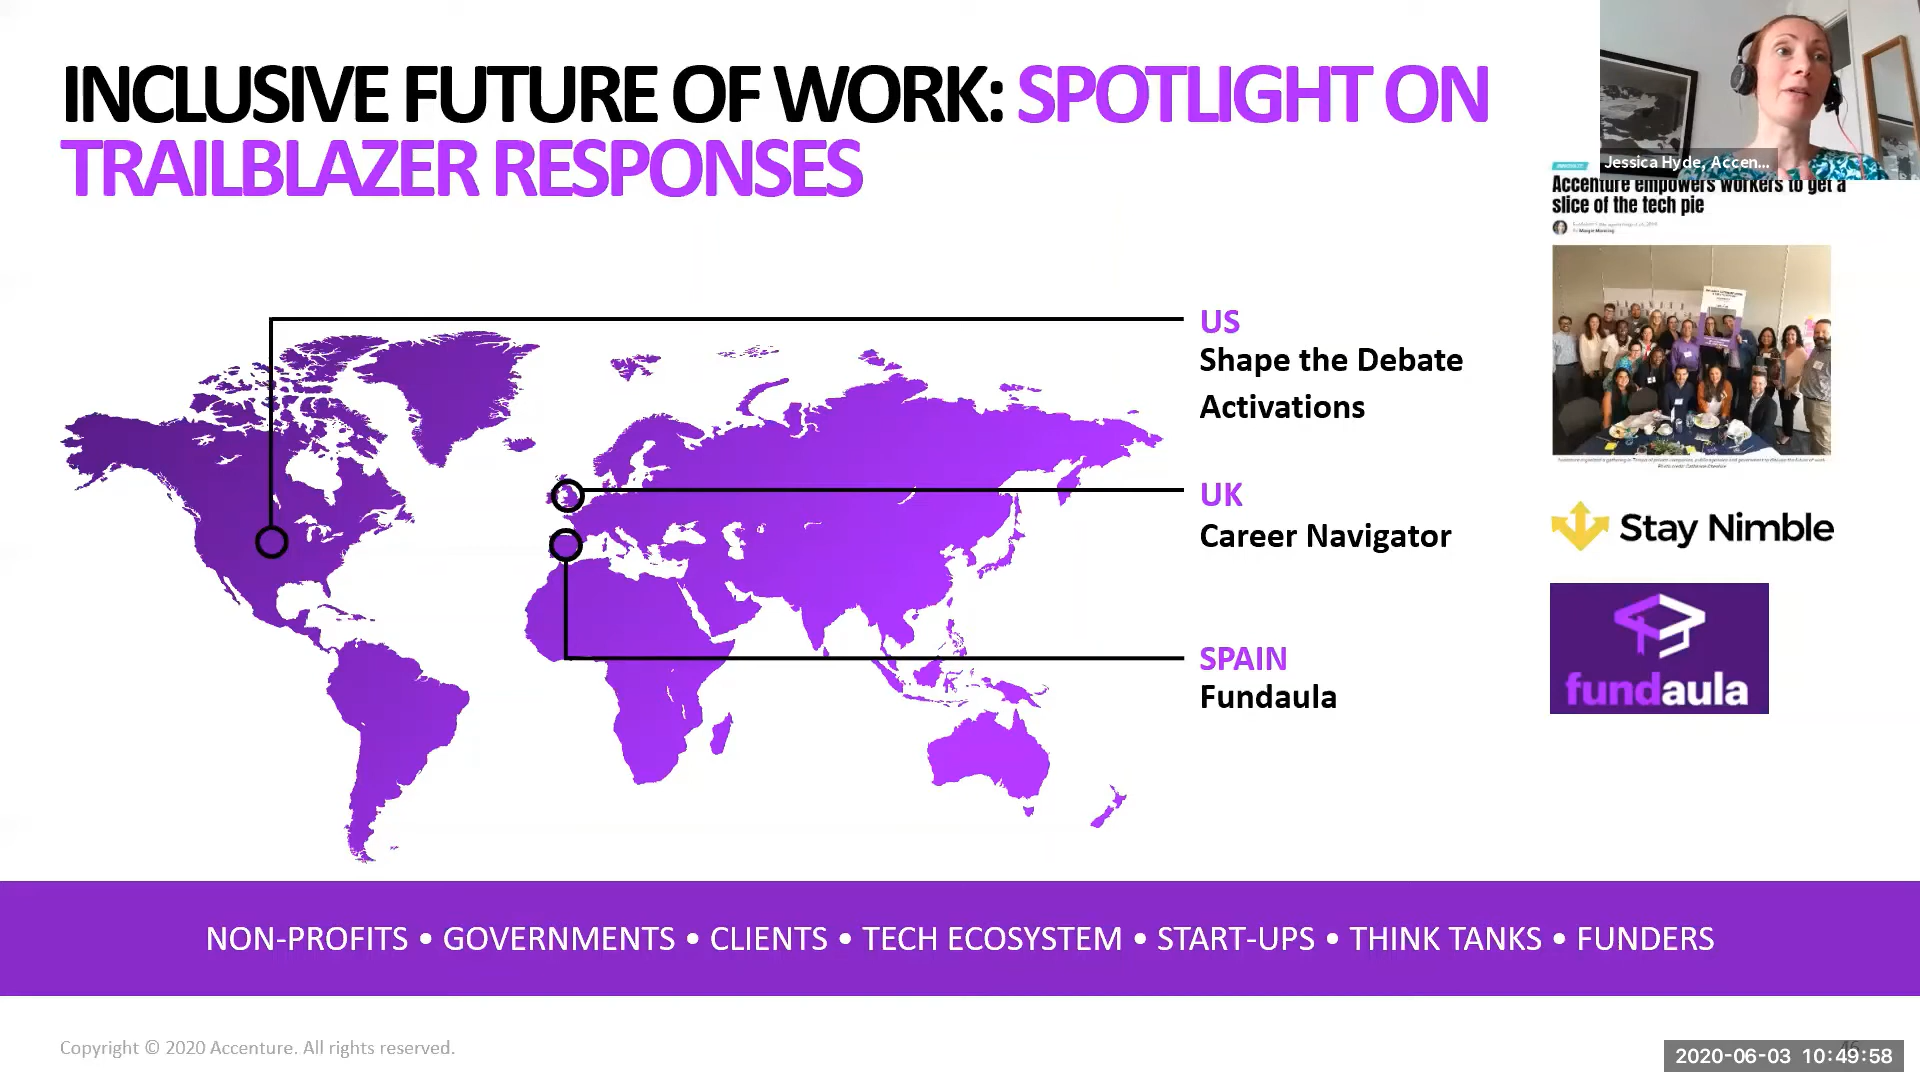 INCLUSIVE FUTURE OF WORK: SPOTLIGHT ON
TRAILBLAZER RESPONSES
Jessica Hyde, Accen...
Accenture empowers workers to get a
slice of the tech pie
US
Shape the Debate
Activations
UK
Career Navigator
Stay Nimble
SPAIN
Fundaula
fundaula
NON-PROFITS • GOVERNMENTS • CLIENTS • TECH ECOSYSTEM • START-UPS • THINK TANKS • FUNDERS
Copyright © 2020 Accenture. All rights reserved.
2020-06-03 10:49:58